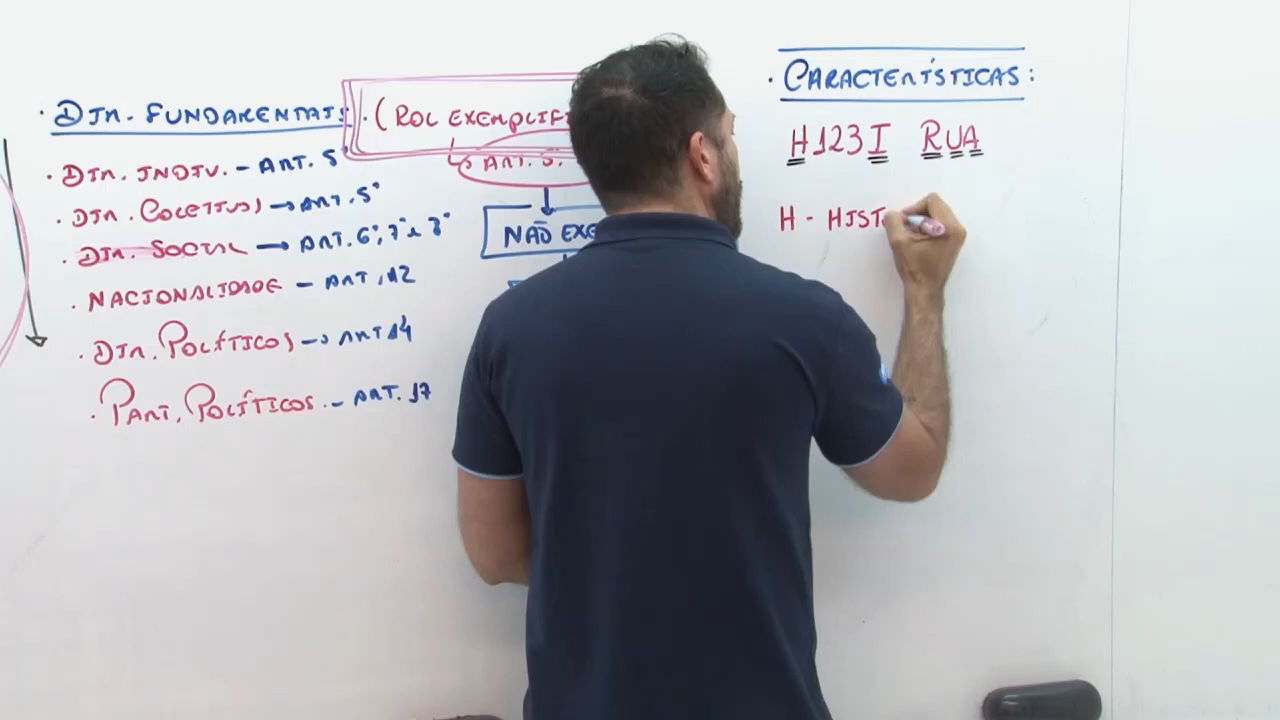 · DIR. FUNDAMENTAIS. (ROL EXEMPLIFI
· DIR. INDIV. - ART. 5°
· DIR. COLETIVOS → ART. 5°
· DIR. SOCIAL → ART. 6°, 7° e 8°
· NACIONALIDADE - ART. 12
· DIR. POLÍTICOS → ART 14
· PART. POLÍTICOS. - ART. 17
ART. 5°
NÃO EXE
· CARACTERÍSTICAS:
H123I RUA
H - HIST